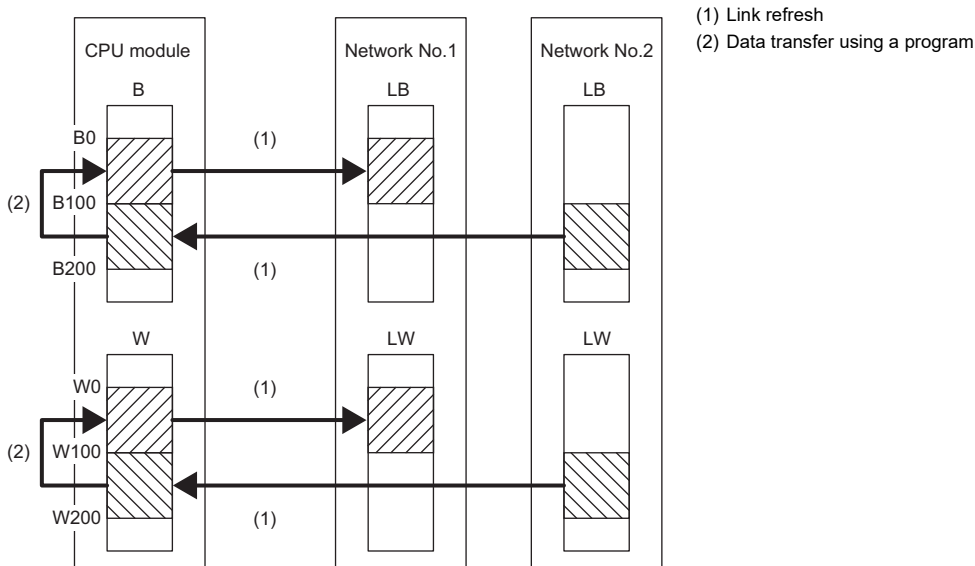 (1) Link refresh
(2) Data transfer using a program
CPU module
Network No.1
Network No.2
B
LB
LB
B0
(1)
(2)
B100
B200
(1)
W
LW
LW
W0
(1)
(2)
W100
W200
(1)